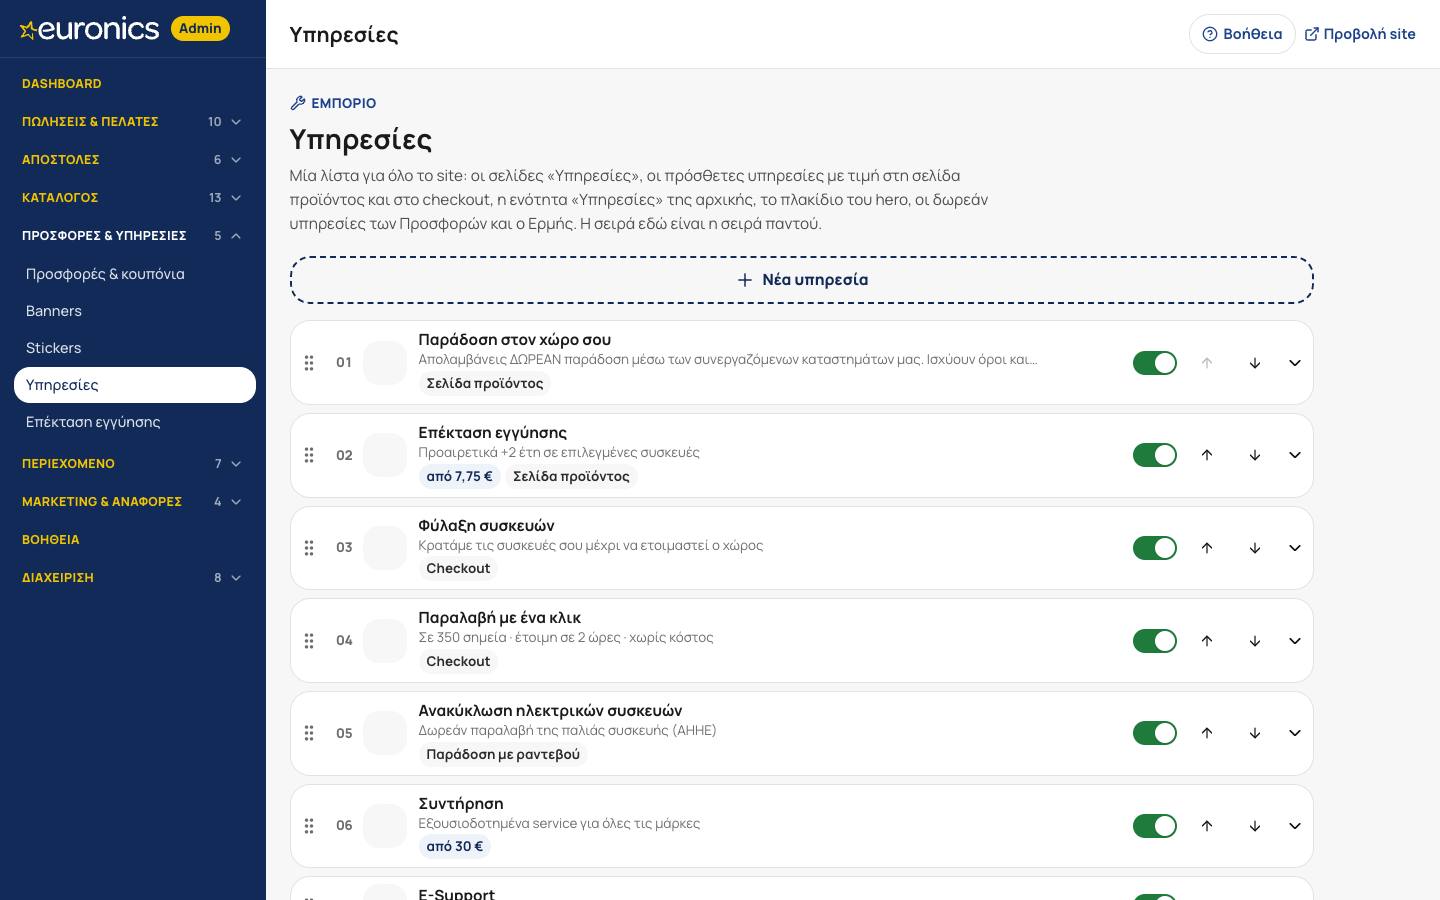 euronics Admin
Υπηρεσίες
Βοήθεια
Προβολή site
DASHBOARD
ΠΩΛΗΣΕΙΣ & ΠΕΛΑΤΕΣ 10
ΑΠΟΣΤΟΛΕΣ 6
ΚΑΤΑΛΟΓΟΣ 13
ΠΡΟΣΦΟΡΕΣ & ΥΠΗΡΕΣΙΕΣ 5
Προσφορές & κουπόνια
Banners
Stickers
Υπηρεσίες
Επέκταση εγγύησης
ΠΕΡΙΕΧΟΜΕΝΟ 7
MARKETING & ΑΝΑΦΟΡΕΣ 4
ΒΟΗΘΕΙΑ
ΔΙΑΧΕΙΡΙΣΗ 8
ΕΜΠΟΡΙΟ
Υπηρεσίες
Μία λίστα για όλο το site: οι σελίδες «Υπηρεσίες», οι πρόσθετες υπηρεσίες με τιμή στη σελίδα
προϊόντος και στο checkout, η ενότητα «Υπηρεσίες» της αρχικής, το πλακίδιο του hero, οι δωρεάν
υπηρεσίες των Προσφορών και ο Ερμής. Η σειρά εδώ είναι η σειρά παντού.
Νέα υπηρεσία
01
Παράδοση στον χώρο σου
Απολαμβάνεις ΔΩΡΕΑΝ παράδοση μέσω των συνεργαζόμενων καταστημάτων μας. Ισχύουν όροι και...
Σελίδα προϊόντος
02
Επέκταση εγγύησης
Προαιρετικά +2 έτη σε επιλεγμένες συσκευές
από 7,75 € Σελίδα προϊόντος
03
Φύλαξη συσκευών
Κρατάμε τις συσκευές σου μέχρι να ετοιμαστεί ο χώρος
Checkout
04
Παραλαβή με ένα κλικ
Σε 350 σημεία · έτοιμη σε 2 ώρες · χωρίς κόστος
Checkout
05
Ανακύκλωση ηλεκτρικών συσκευών
Δωρεάν παραλαβή της παλιάς συσκευής (ΑΗΗΕ)
Παράδοση με ραντεβού
06
Συντήρηση
Εξουσιοδοτημένα service για όλες τις μάρκες
από 30 €
E-Support